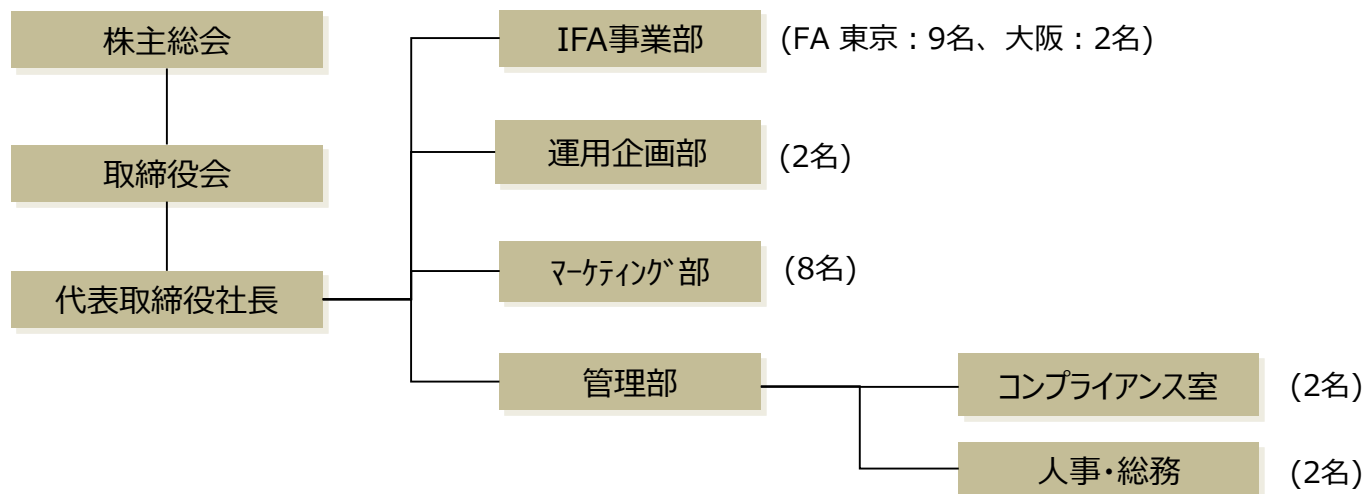 株主総会
取締役会
代表取締役社長
IFA事業部 (FA 東京：9名、大阪：2名)
運用企画部 (2名)
ﾏｰｹﾃｨﾝｸﾞ部 (8名)
管理部
コンプライアンス室 (2名)
人事・総務 (2名)